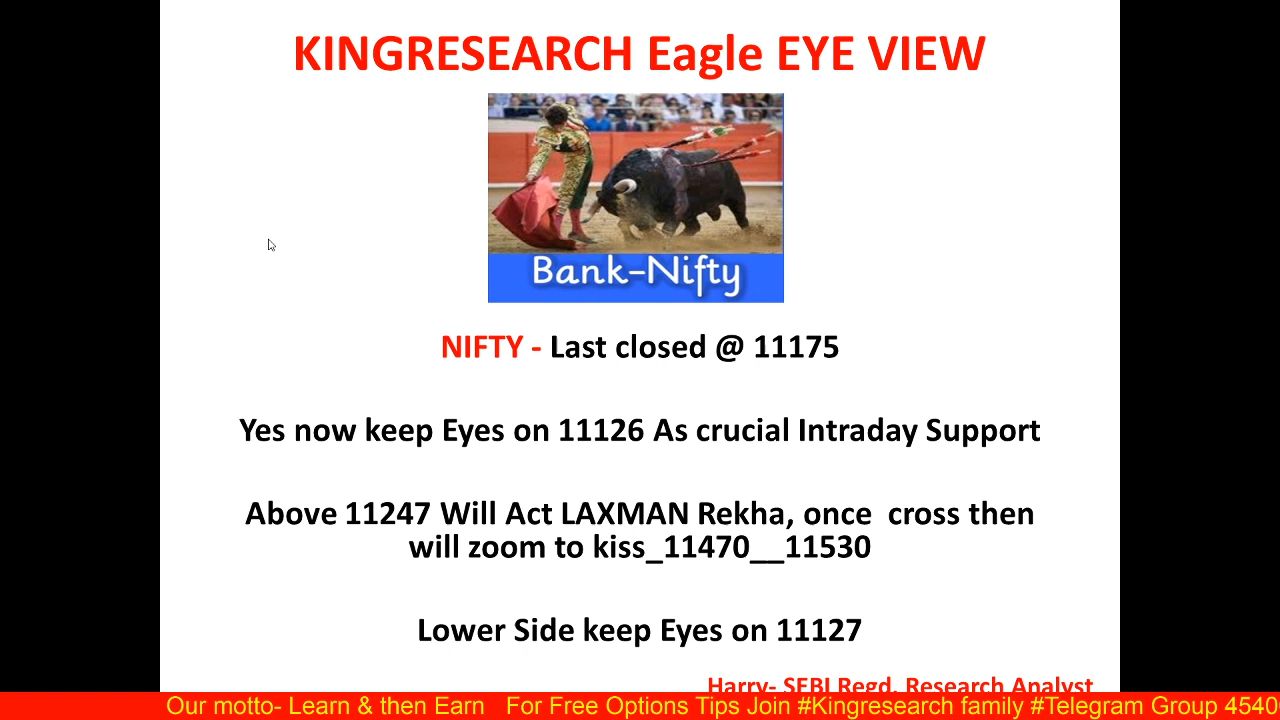 KINGRESEARCH Eagle EYE VIEW
Bank-Nifty
NIFTY - Last closed @ 11175
Yes now keep Eyes on 11126 As crucial Intraday Support
Above 11247 Will Act LAXMAN Rekha, once cross then
will zoom to kiss_11470__11530
Lower Side keep Eyes on 11127
Harry- SEBI Regd. Research Analyst
Our motto- Learn & then Earn For Free Options Tips Join #Kingresearch family #Telegram Group 4540